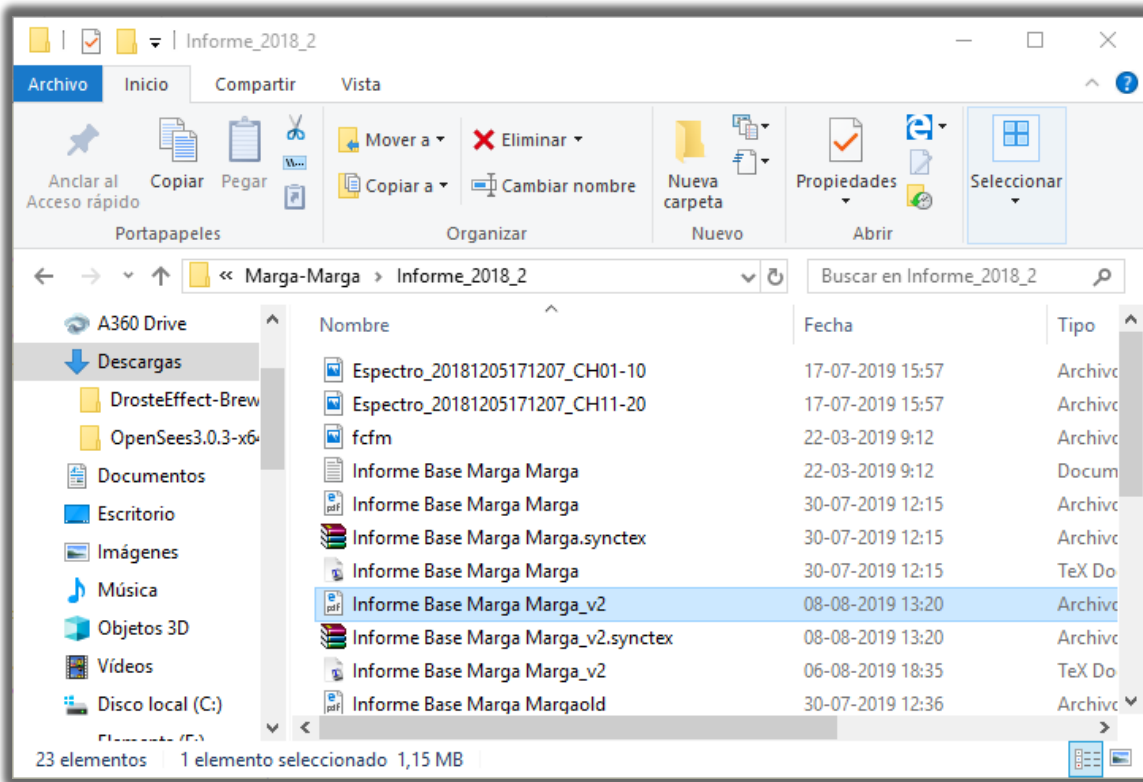 Informe_2018_2
Archivo Inicio Compartir Vista
Anclar al Acceso rápido
Copiar
Pegar
Portapapeles
Mover a
Copiar a
Eliminar
Cambiar nombre
Organizar
Nueva carpeta
Nuevo
Propiedades
Abrir
Seleccionar
« Marga-Marga > Informe_2018_2
Buscar en Informe_2018_2
A360 Drive
Descargas
DrosteEffect-Brew
OpenSees3.0.3-x64
Documentos
Escritorio
Imágenes
Música
Objetos 3D
Vídeos
Disco local (C:)
Nombre Fecha Tipo
Espectro_20181205171207_CH01-10 17-07-2019 15:57 Archivo
Espectro_20181205171207_CH11-20 17-07-2019 15:57 Archivo
fcfm 22-03-2019 9:12 Archivo
Informe Base Marga Marga 22-03-2019 9:12 Docum
Informe Base Marga Marga 30-07-2019 12:15 Archivo
Informe Base Marga Marga.synctex 30-07-2019 12:15 Archivo
Informe Base Marga Marga 30-07-2019 12:15 TeX Do
Informe Base Marga Marga_v2 08-08-2019 13:20 Archivo
Informe Base Marga Marga_v2.synctex 08-08-2019 13:20 Archivo
Informe Base Marga Marga_v2 06-08-2019 18:35 TeX Do
Informe Base Marga Margaold 30-07-2019 12:36 Archivo
23 elementos 1 elemento seleccionado 1,15 MB